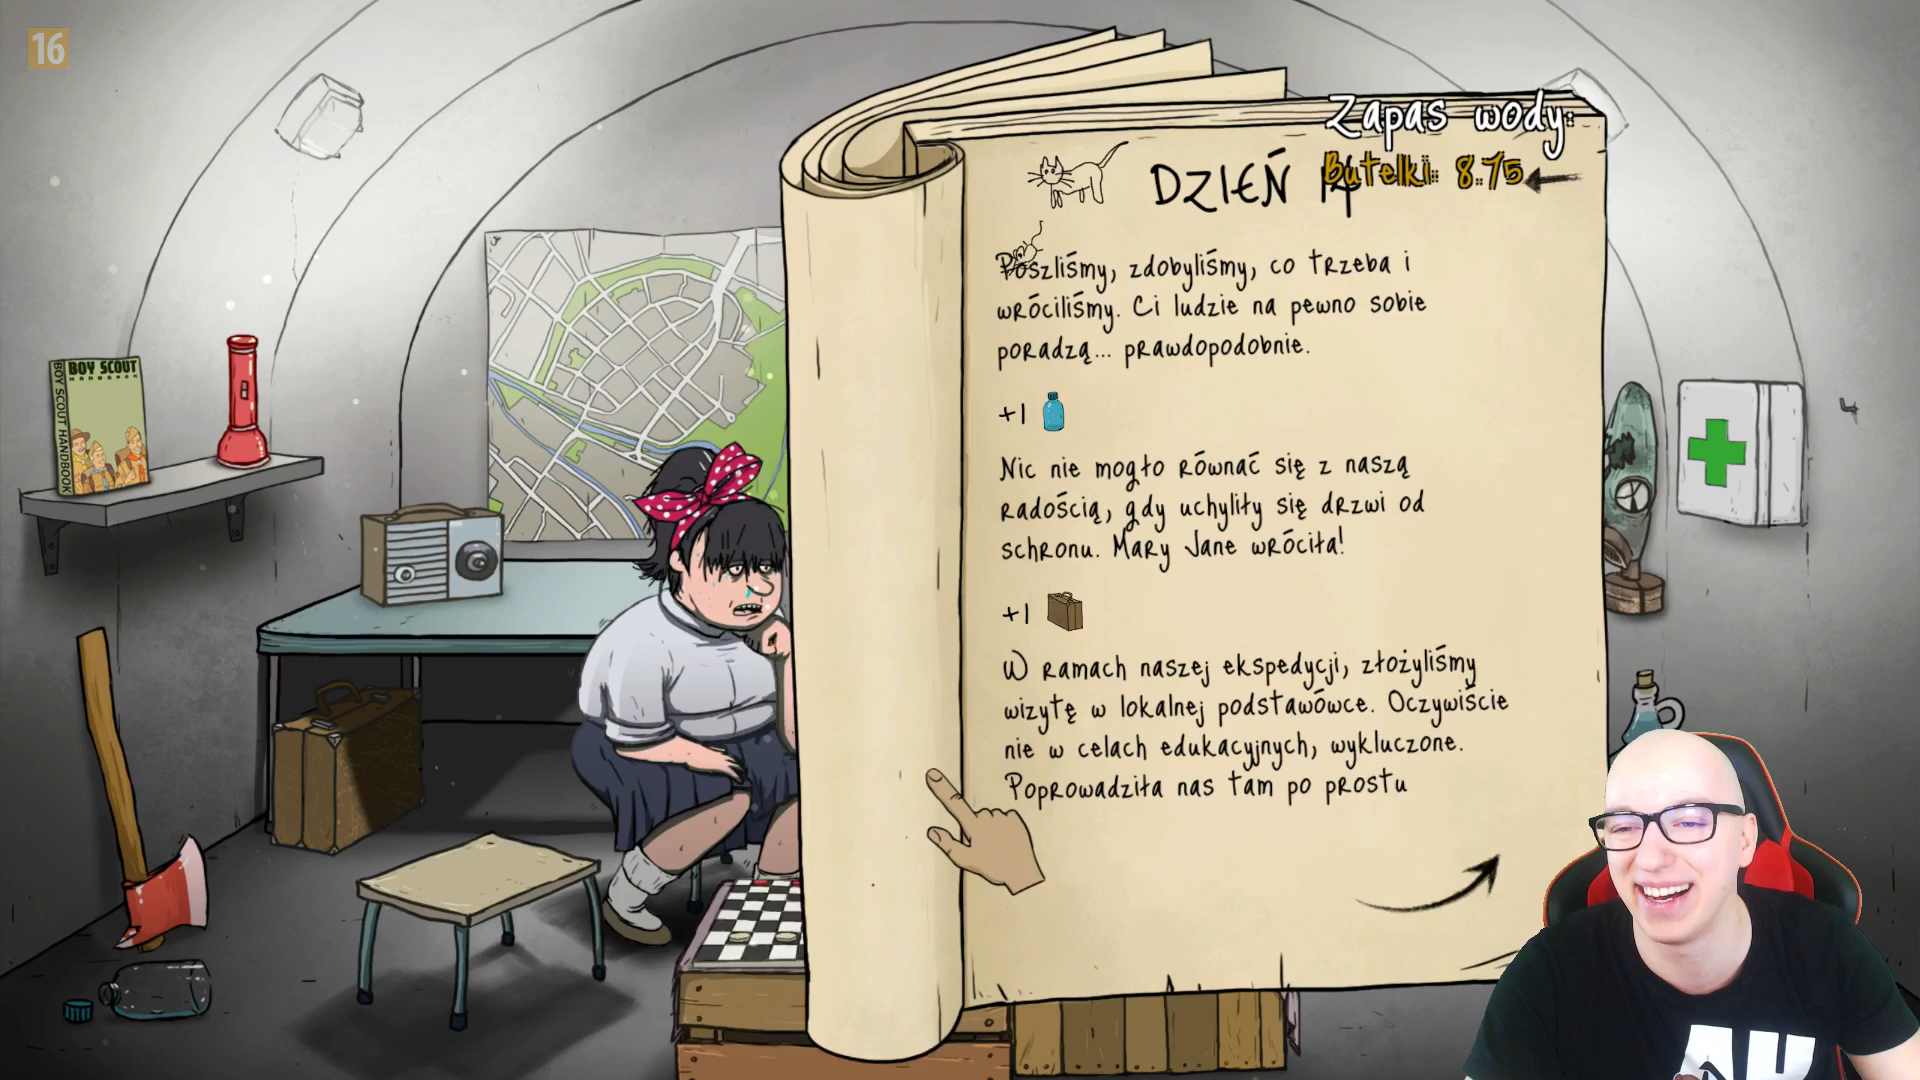 16
Zapas wody:
DZIEŃ
Butelki: 8.75
Poszliśmy, zdobyliśmy, co trzeba i
wróciliśmy. Ci ludzie na pewno sobie
poradzą... prawdopodobnie.
+1
Nic nie mogło równać się z naszą
radością, gdy uchyliły się drzwi od
schronu. Mary Jane wróciła!
+1
W ramach naszej ekspedycji, złożyliśmy
wizytę w lokalnej podstawówce. Oczywiście
nie w celach edukacyjnych, wykluczone.
Poprowadziła nas tam po prostu
BOY SCOUT
HANDBOOK
BOY SCOUT HANDBOOK